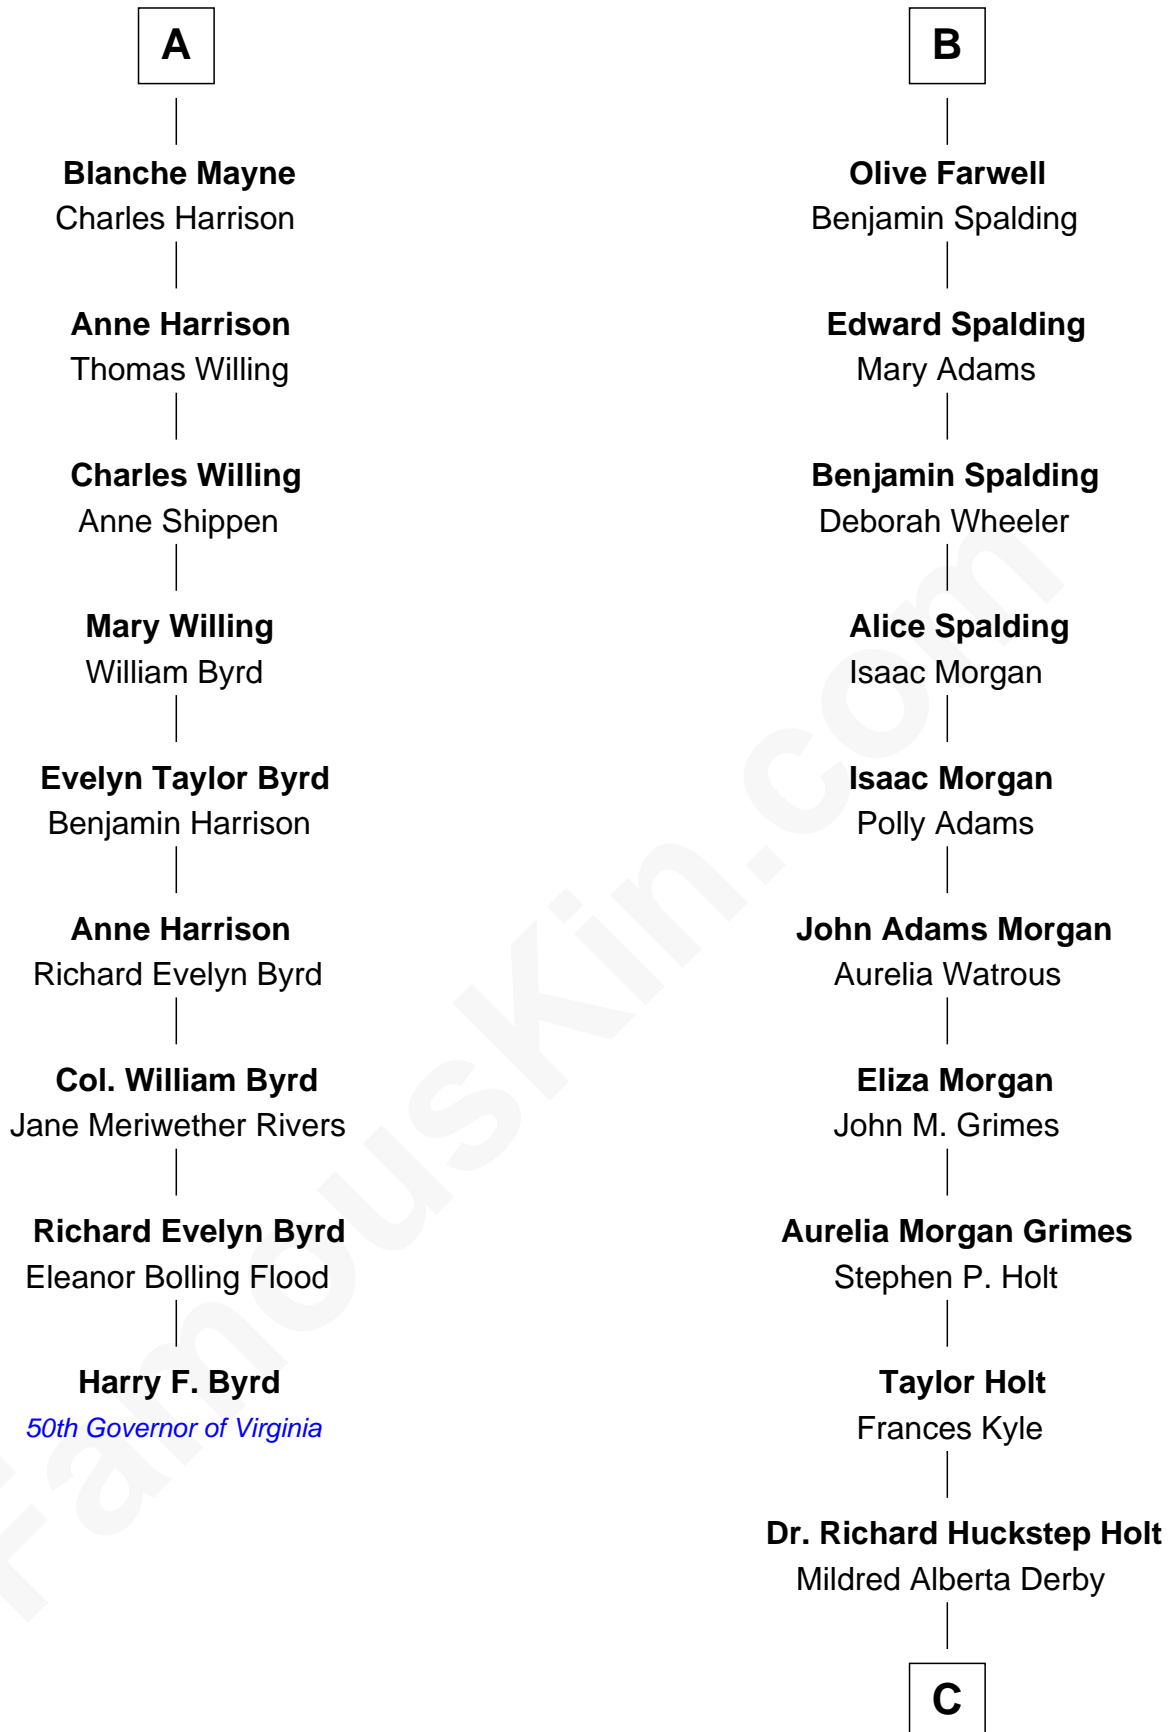 A
Blanche Mayne
Charles Harrison
Anne Harrison
Thomas Willing
Charles Willing
Anne Shippen
Mary Willing
William Byrd
Evelyn Taylor Byrd
Benjamin Harrison
Anne Harrison
Richard Evelyn Byrd
Col. William Byrd
Jane Meriwether Rivers
Richard Evelyn Byrd
Eleanor Bolling Flood
Harry F. Byrd
50th Governor of Virginia
B
Olive Farwell
Benjamin Spalding
Edward Spalding
Mary Adams
Benjamin Spalding
Deborah Wheeler
Alice Spalding
Isaac Morgan
Isaac Morgan
Polly Adams
John Adams Morgan
Aurelia Watrous
Eliza Morgan
John M. Grimes
Aurelia Morgan Grimes
Stephen P. Holt
Taylor Holt
Frances Kyle
Dr. Richard Huckstep Holt
Mildred Alberta Derby
C
FamousKin.com